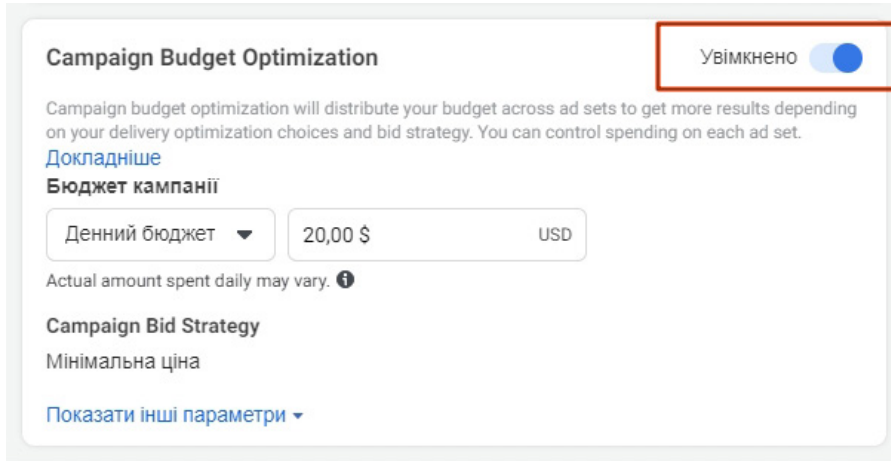 Campaign Budget Optimization
Увімкнено
Campaign budget optimization will distribute your budget across ad sets to get more results depending
on your delivery optimization choices and bid strategy. You can control spending on each ad set.
Докладніше
Бюджет кампанії
Денний бюджет
20,00 $
USD
Actual amount spent daily may vary.
Campaign Bid Strategy
Мінімальна ціна
Показати інші параметри